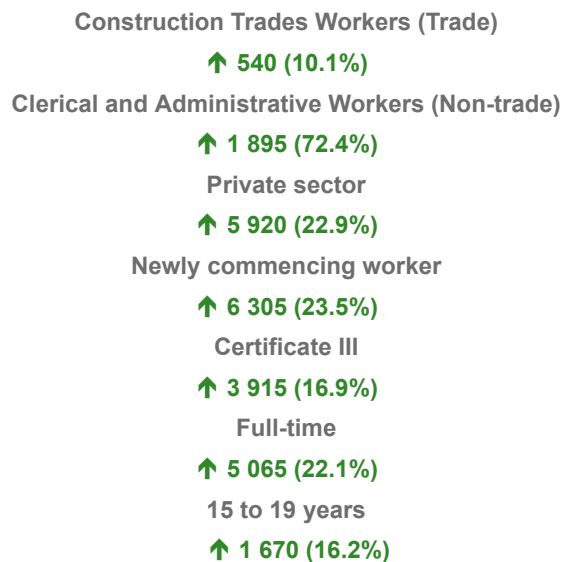 Construction Trades Workers (Trade)
↑ 540 (10.1%)
Clerical and Administrative Workers (Non-trade)
↑ 1 895 (72.4%)
Private sector
↑ 5 920 (22.9%)
Newly commencing worker
↑ 6 305 (23.5%)
Certificate III
↑ 3 915 (16.9%)
Full-time
↑ 5 065 (22.1%)
15 to 19 years
↑ 1 670 (16.2%)